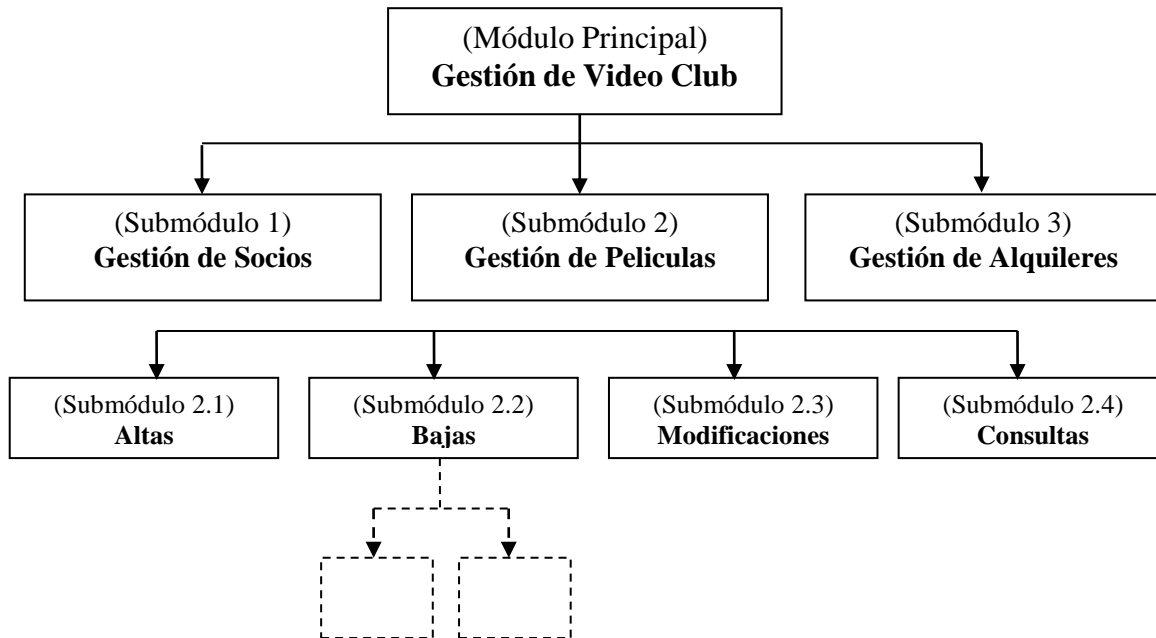 (Módulo Principal)
Gestión de Video Club
(Submódulo 1)
Gestión de Socios
(Submódulo 2)
Gestión de Peliculas
(Submódulo 3)
Gestión de Alquileres
(Submódulo 2.1)
Altas
(Submódulo 2.2)
Bajas
(Submódulo 2.3)
Modificaciones
(Submódulo 2.4)
Consultas